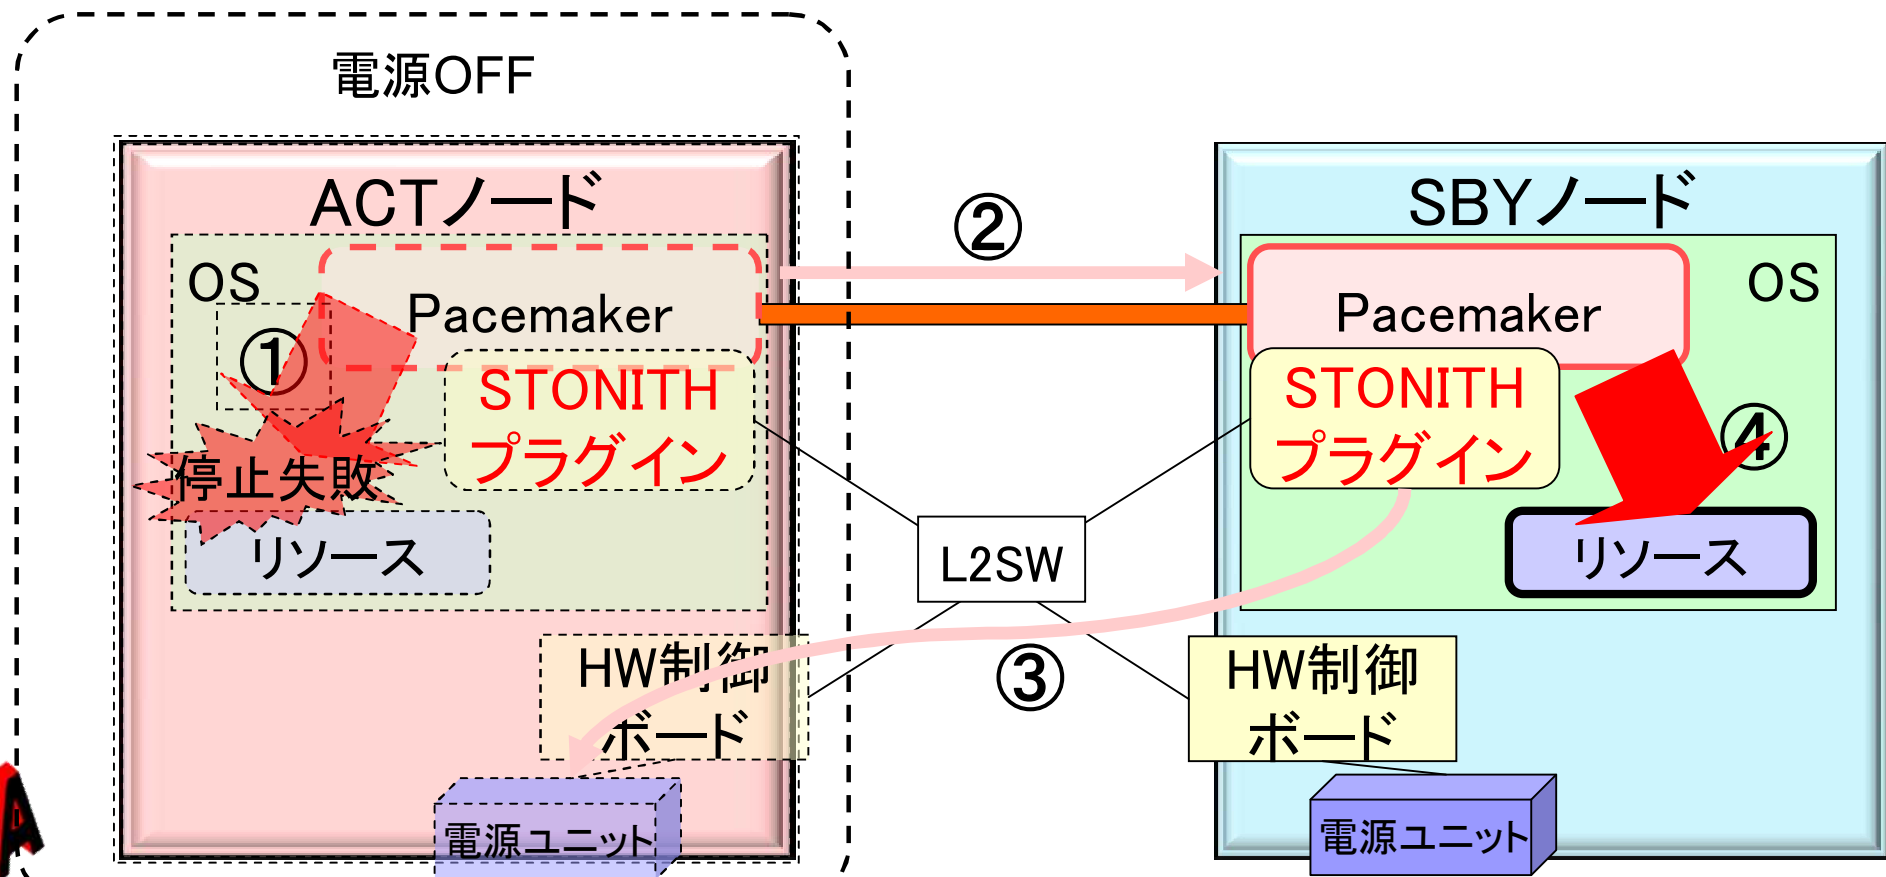 電源OFF
ACTノード
SBYノード
②
OS
Pacemaker
Pacemaker
OS
①
STONITH
プラグイン
STONITH
プラグイン
④
停止失敗
リソース
L2SW
リソース
HW制御
ボード
③
HW制御
ボード
電源ユニット
電源ユニット
A